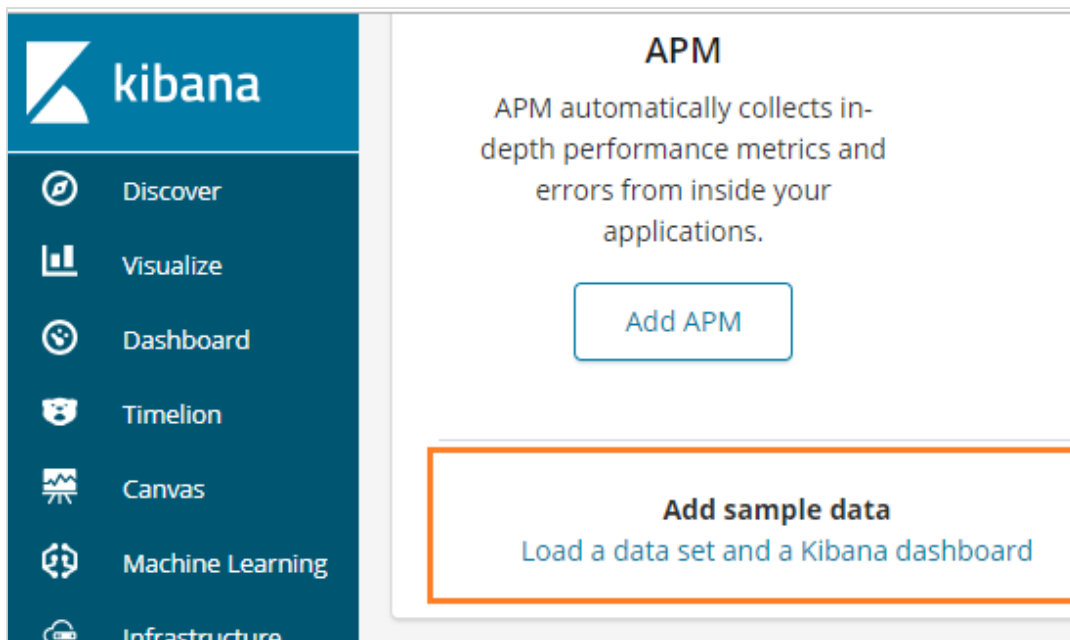 kibana
Discover
Visualize
Dashboard
Timelion
Canvas
Machine Learning
Infrastructure
APM
APM automatically collects in-
depth performance metrics and
errors from inside your
applications.
Add APM
Add sample data
Load a data set and a Kibana dashboard